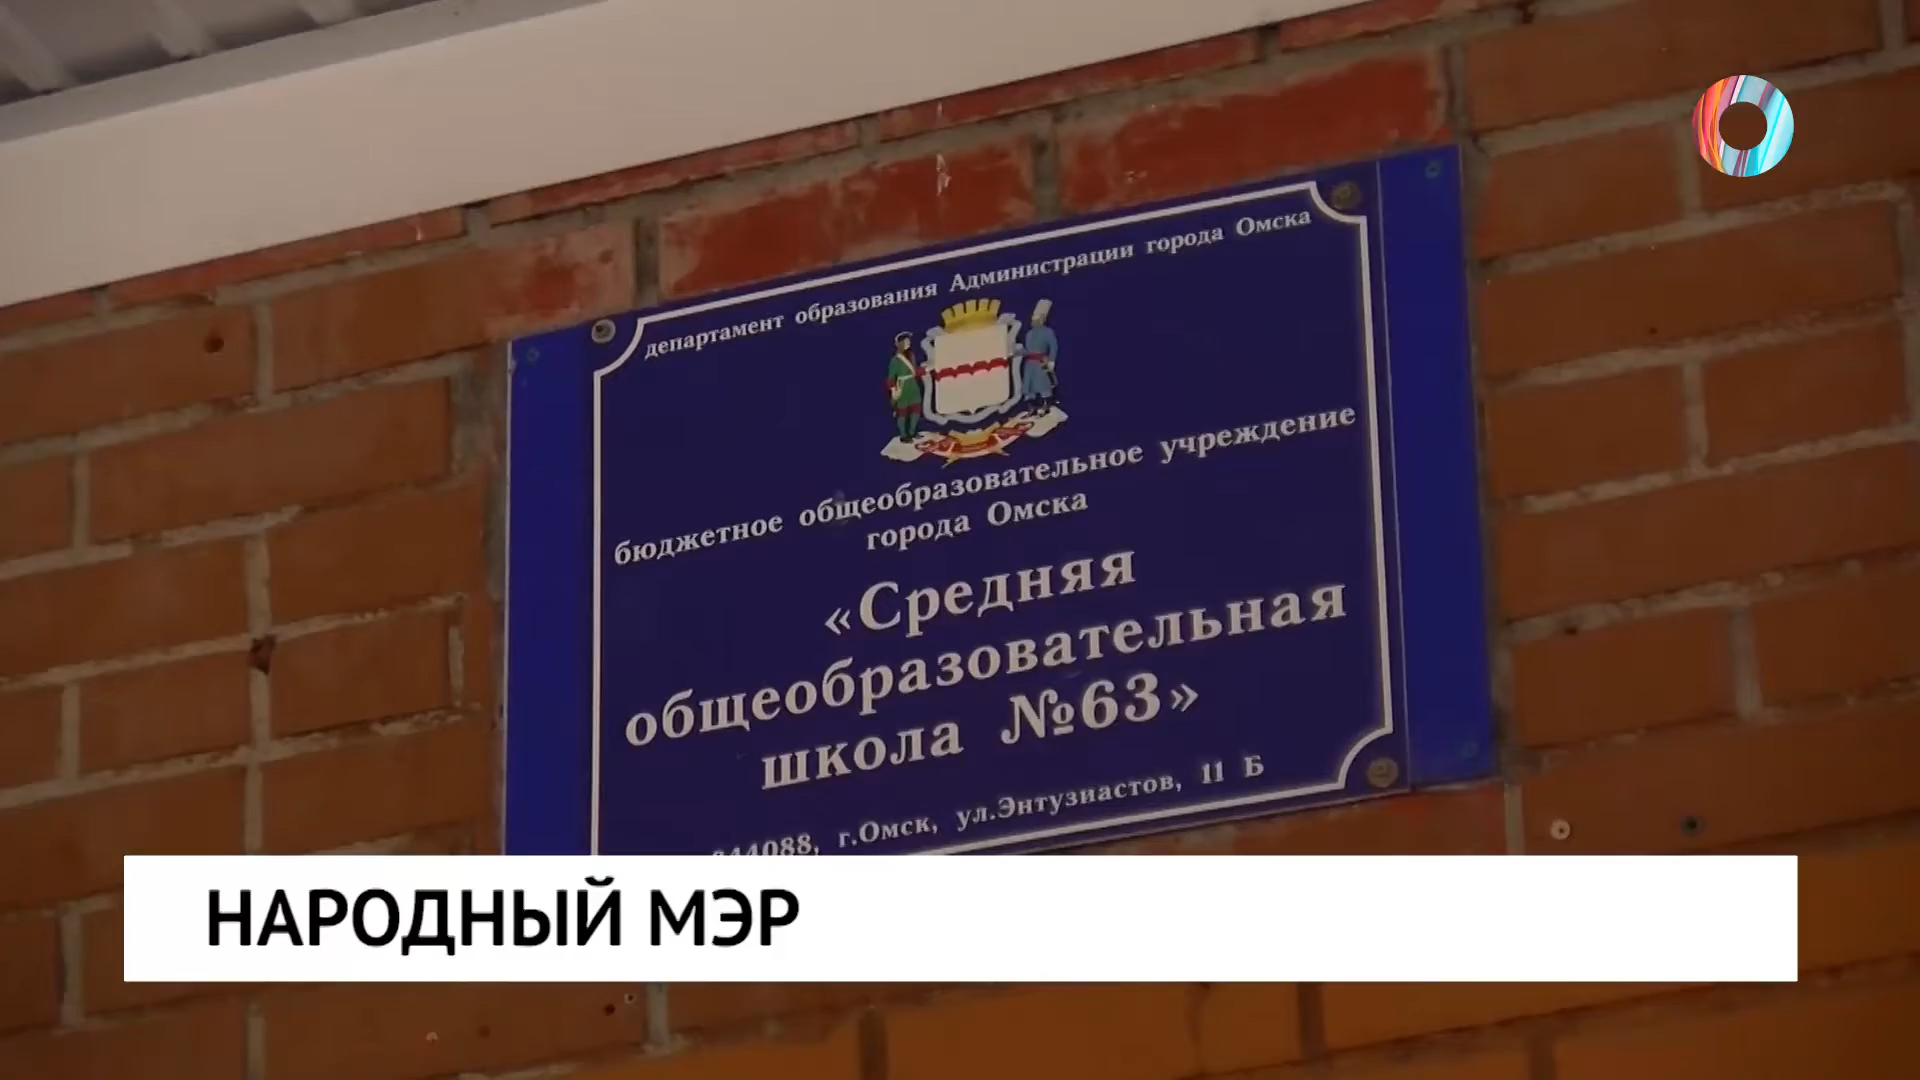 департамент образования Администрации города Омска
бюджетное общеобразовательное учреждение
города Омска
«Средняя
общеобразовательная
школа №63»
644088, г.Омск, ул.Энтузиастов, 11 Б
НАРОДНЫЙ МЭР